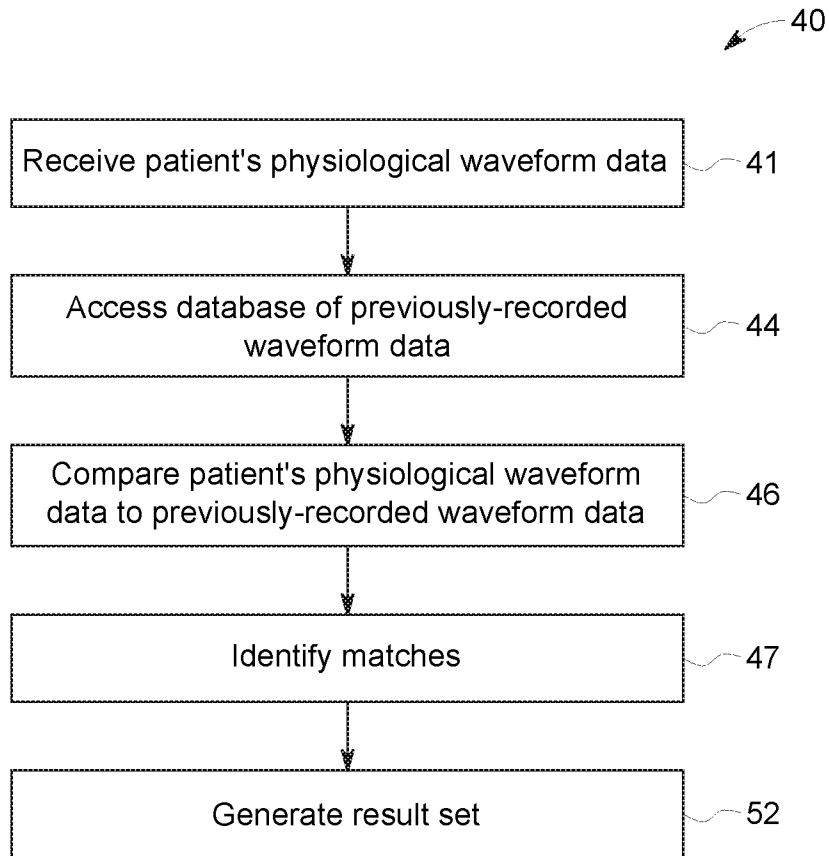 40
Receive patient's physiological waveform data
41
Access database of previously-recorded
waveform data
44
Compare patient's physiological waveform
data to previously-recorded waveform data
46
Identify matches
47
Generate result set
52